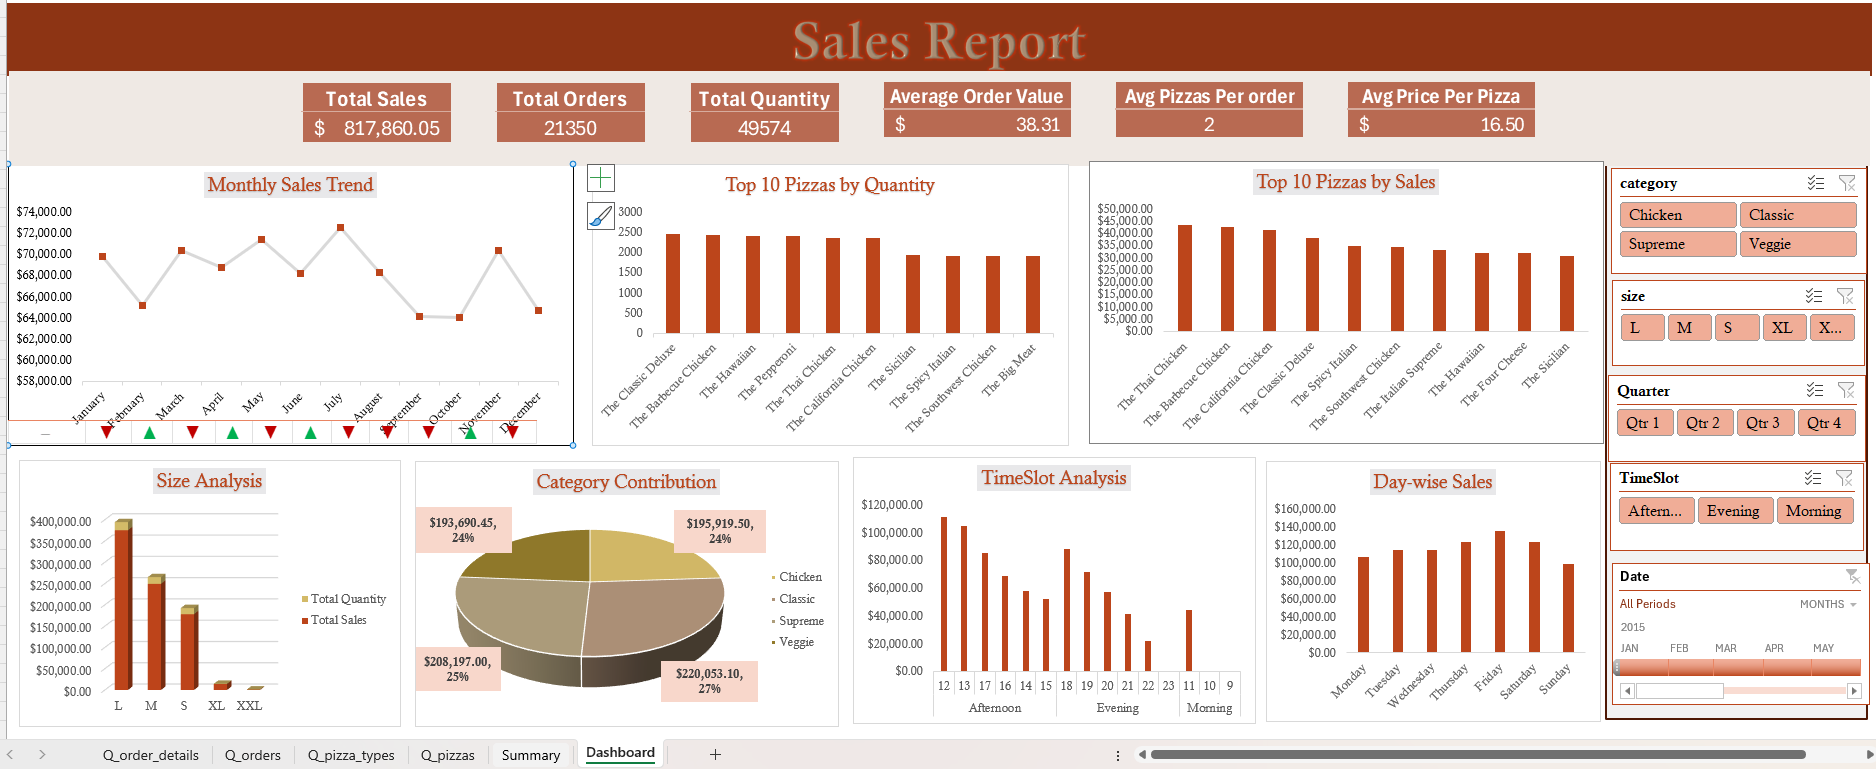 Sales Report
Total Sales
$ 817,860.05
Total Orders
21350
Total Quantity
49574
Average Order Value
$ 38.31
Avg Pizzas Per order
2
Avg Price Per Pizza
$ 16.50
Monthly Sales Trend
$74,000.00
$72,000.00
$70,000.00
$68,000.00
$66,000.00
$64,000.00
$62,000.00
$60,000.00
$58,000.00
January
February
March
April
May
June
July
August
September
October
November
December
Top 10 Pizzas by Quantity
3000
2500
2000
1500
1000
500
0
The Classic Deluxe
The Barbecue Chicken
The Hawaiian
The Pepperoni
The Thai Chicken
The California Chicken
The Sicilian
The Spicy Italian
The Southwest Chicken
The Big Meat
Top 10 Pizzas by Sales
$50,000.00
$45,000.00
$40,000.00
$35,000.00
$30,000.00
$25,000.00
$20,000.00
$15,000.00
$10,000.00
$5,000.00
$0.00
The Thai Chicken
The Barbecue Chicken
The California Chicken
The Classic Deluxe
The Spicy Italian
The Southwest Chicken
The Italian Supreme
The Hawaiian
The Four Cheese
The Sicilian
category
Chicken Classic
Supreme Veggie
size
L M S XL X...
Quarter
Qtr 1 Qtr 2 Qtr 3 Qtr 4
TimeSlot
Aftern... Evening Morning
Date
All Periods MONTHS
2015
JAN FEB MAR APR MAY
Size Analysis
$400,000.00
$350,000.00
$300,000.00
$250,000.00
$200,000.00
$150,000.00
$100,000.00
$50,000.00
$0.00
L M S XL XXL
Total Quantity
Total Sales
Category Contribution
$193,690.45,
24%
$195,919.50,
24%
$208,197.00,
25%
$220,053.10,
27%
Chicken
Classic
Supreme
Veggie
TimeSlot Analysis
$120,000.00
$100,000.00
$80,000.00
$60,000.00
$40,000.00
$20,000.00
$0.00
12 13 17 16 14 15 18 19 20 21 22 23 11 10 9
Afternoon Evening Morning
Day-wise Sales
$160,000.00
$140,000.00
$120,000.00
$100,000.00
$80,000.00
$60,000.00
$40,000.00
$20,000.00
$0.00
Monday
Tuesday
Wednesday
Thursday
Friday
Saturday
Sunday
Q_order_details Q_orders Q_pizza_types Q_pizzas Summary Dashboard